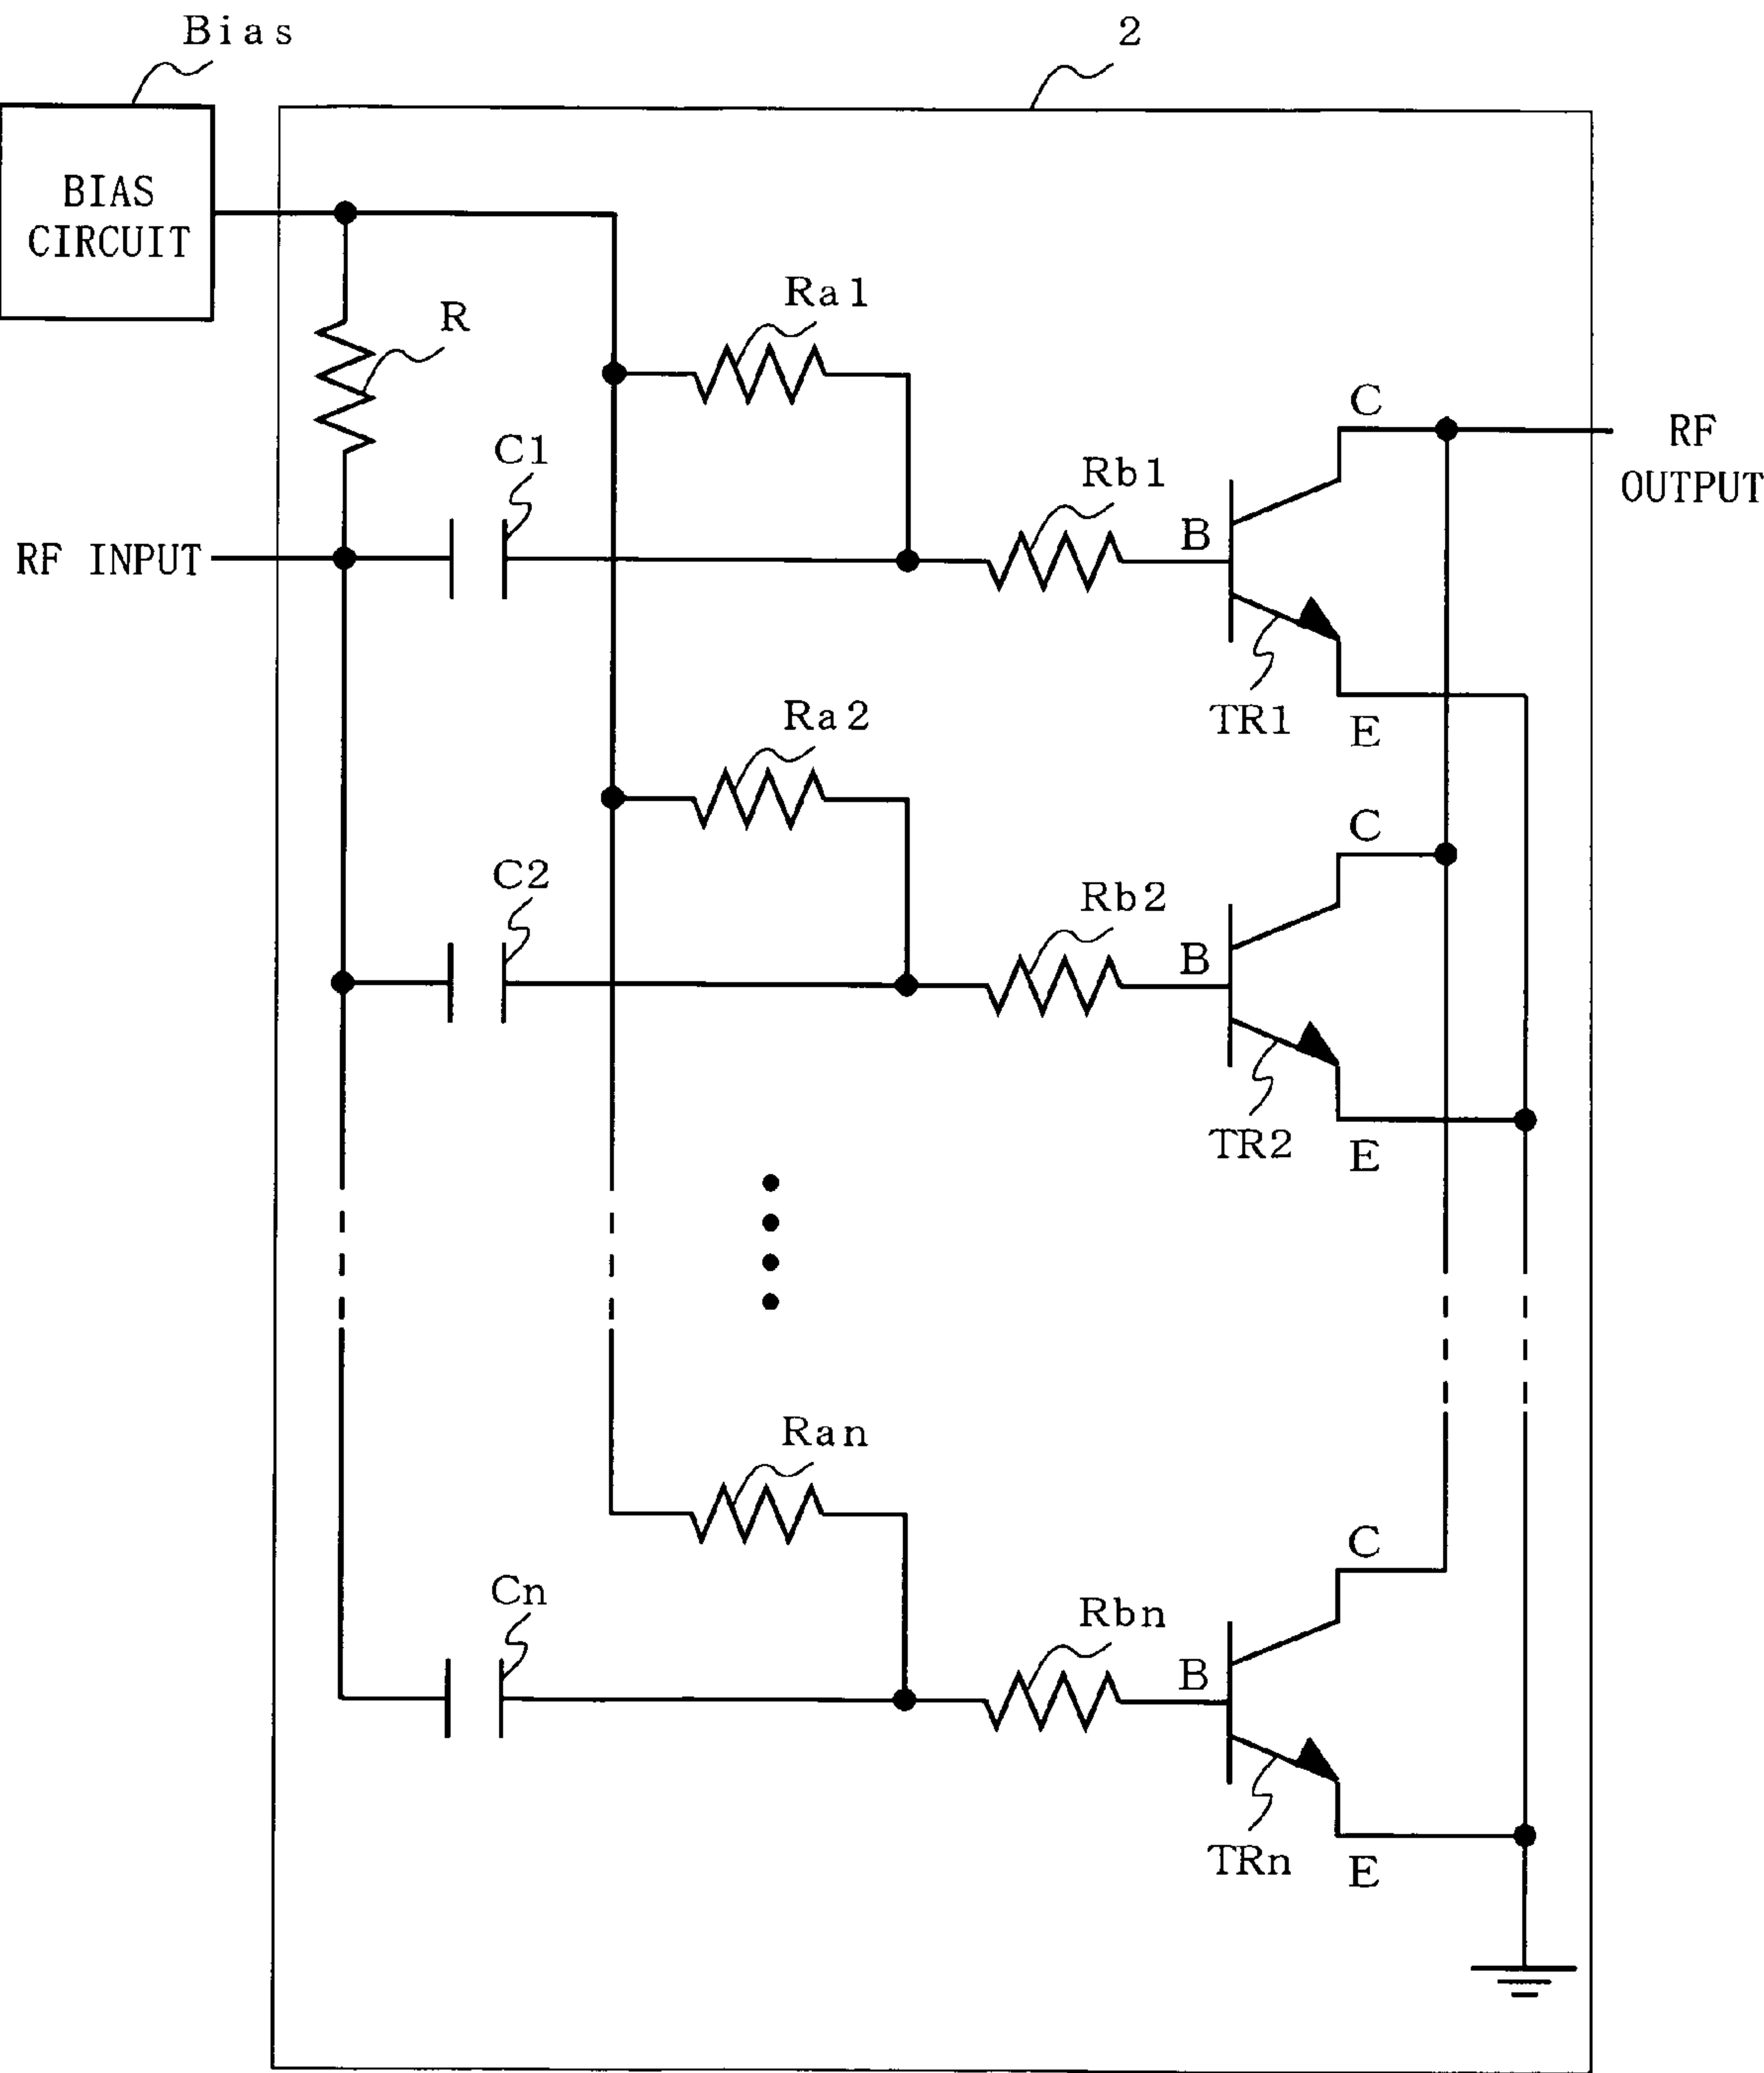 Bias
2
BIAS
CIRCUIT
Ra1
R
C
RF
OUTPUT
C1
Rb1
B
RF INPUT
TR1
E
Ra2
C
C2
Rb2
B
TR2
E
Ran
C
Cn
Rbn
B
TRn
E